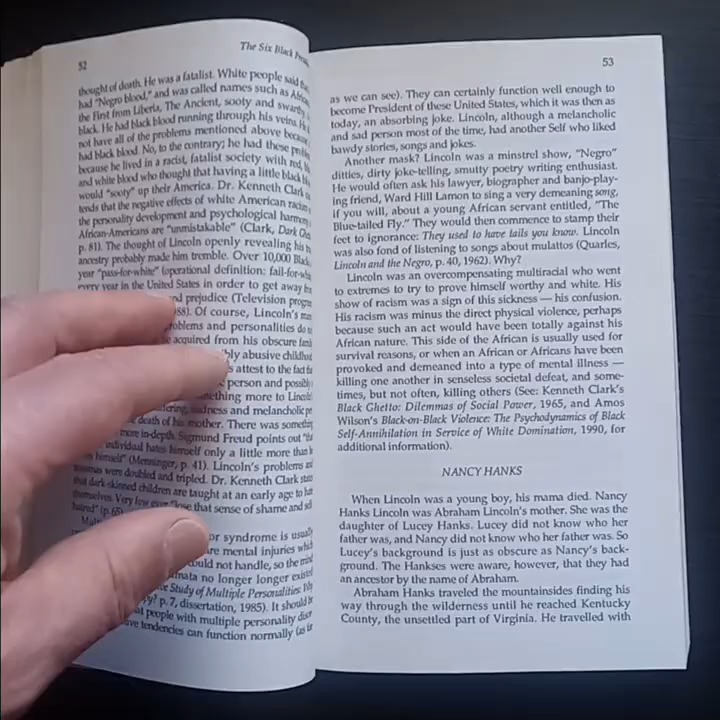 52
The Six Black
thought of death. He was a fatalist. White people said
had "Negro blood," and was called names such as
the First from Liberia, The Ancient, sooty and
black. He had black blood running through his veins.
not have all of the problems mentioned above
had black blood. No, to the contrary; he had these
because he lived in a racist, fatalist society with red,
and white blood who thought that having a little black
would "sooty" up their America. Dr. Kenneth Clark
tends that the negative effects of white American
the personality development and psychological
African-Americans are "unmistakable" (Clark, Dark
p. 81). The thought of Lincoln openly revealing his
ancestry probably made him tremble. Over 10,000
year "pass-for-white" (operational definition:
every year in the United States in order to get away
and prejudice (Television
Of course, Lincoln's
and personalities do
acquired from his obscure
abusive
attest to the fact
person and
more to
sadness and melancholic
death of his mother. There was
more in-depth. Sigmund Freud points out
individual hates himself only a little more than
himself" (Menninger, p. 41). Lincoln's problems
were doubled and tripled. Dr. Kenneth Clark
that dark-skinned children are taught at an early age to
themselves. Very few ever "lose that sense of shame and
(p. 65).
or syndrome is
are mental injuries which
could not handle, so the
no longer longer
Study of Multiple Personalities:
p. 7, dissertation, 1985). It should
people with multiple personality
tendencies can function normally (as
53
as we can see). They can certainly function well enough to
become President of these United States, which it was then as
today, an absorbing joke. Lincoln, although a melancholic
and sad person most of the time, had another Self who liked
bawdy stories, songs and jokes.
Another mask? Lincoln was a minstrel show, "Negro"
ditties, dirty joke-telling, smutty poetry writing enthusiast.
He would often ask his lawyer, biographer and banjo-play-
ing friend, Ward Hill Lamon to sing a very demeaning song,
if you will, about a young African servant entitled, "The
Blue-tailed Fly." They would then commence to stamp their
feet to ignorance: They used to have tails you know. Lincoln
was also fond of listening to songs about mulattos (Quarles,
Lincoln and the Negro, p. 40, 1962). Why?
Lincoln was an overcompensating multiracial who went
to extremes to try to prove himself worthy and white. His
show of racism was a sign of this sickness — his confusion.
His racism was minus the direct physical violence, perhaps
because such an act would have been totally against his
African nature. This side of the African is usually used for
survival reasons, or when an African or Africans have been
provoked and demeaned into a type of mental illness —
killing one another in senseless societal defeat, and some-
times, but not often, killing others (See: Kenneth Clark's
Black Ghetto: Dilemmas of Social Power, 1965, and Amos
Wilson's Black-on-Black Violence: The Psychodynamics of Black
Self-Annihilation in Service of White Domination, 1990, for
additional information).
NANCY HANKS
When Lincoln was a young boy, his mama died. Nancy
Hanks Lincoln was Abraham Lincoln's mother. She was the
daughter of Lucey Hanks. Lucey did not know who her
father was, and Nancy did not know who her father was. So
Lucey's background is just as obscure as Nancy's back-
ground. The Hankses were aware, however, that they had
an ancestor by the name of Abraham.
Abraham Hanks traveled the mountainsides finding his
way through the wilderness until he reached Kentucky
County, the unsettled part of Virginia. He travelled with